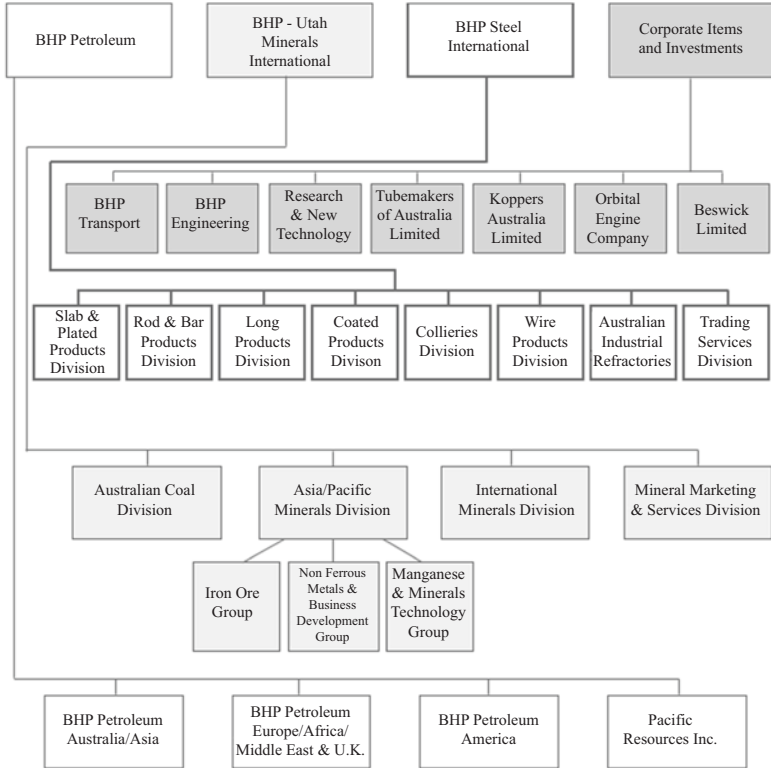 BHP Petroleum
BHP - Utah
Minerals
International
BHP Steel
International
Corporate Items
and Investments
BHP
Transport
BHP
Engineering
Research
& New
Technology
Tubemakers
of Australia
Limited
Koppers
Australia
Limited
Orbital
Engine
Company
Beswick
Limited
Slab &
Plated
Products
Division
Rod & Bar
Products
Division
Long
Products
Division
Coated
Products
Divison
Collieries
Division
Wire
Products
Division
Australian
Industrial
Refractories
Trading
Services
Division
Australian Coal
Division
Asia/Pacific
Minerals Division
International
Minerals Division
Mineral Marketing
& Services Division
Iron Ore
Group
Non Ferrous
Metals &
Business
Development
Group
Manganese
& Minerals
Technology
Group
BHP Petroleum
Australia/Asia
BHP Petroleum
Europe/Africa/
Middle East & U.K.
BHP Petroleum
America
Pacific
Resources Inc.